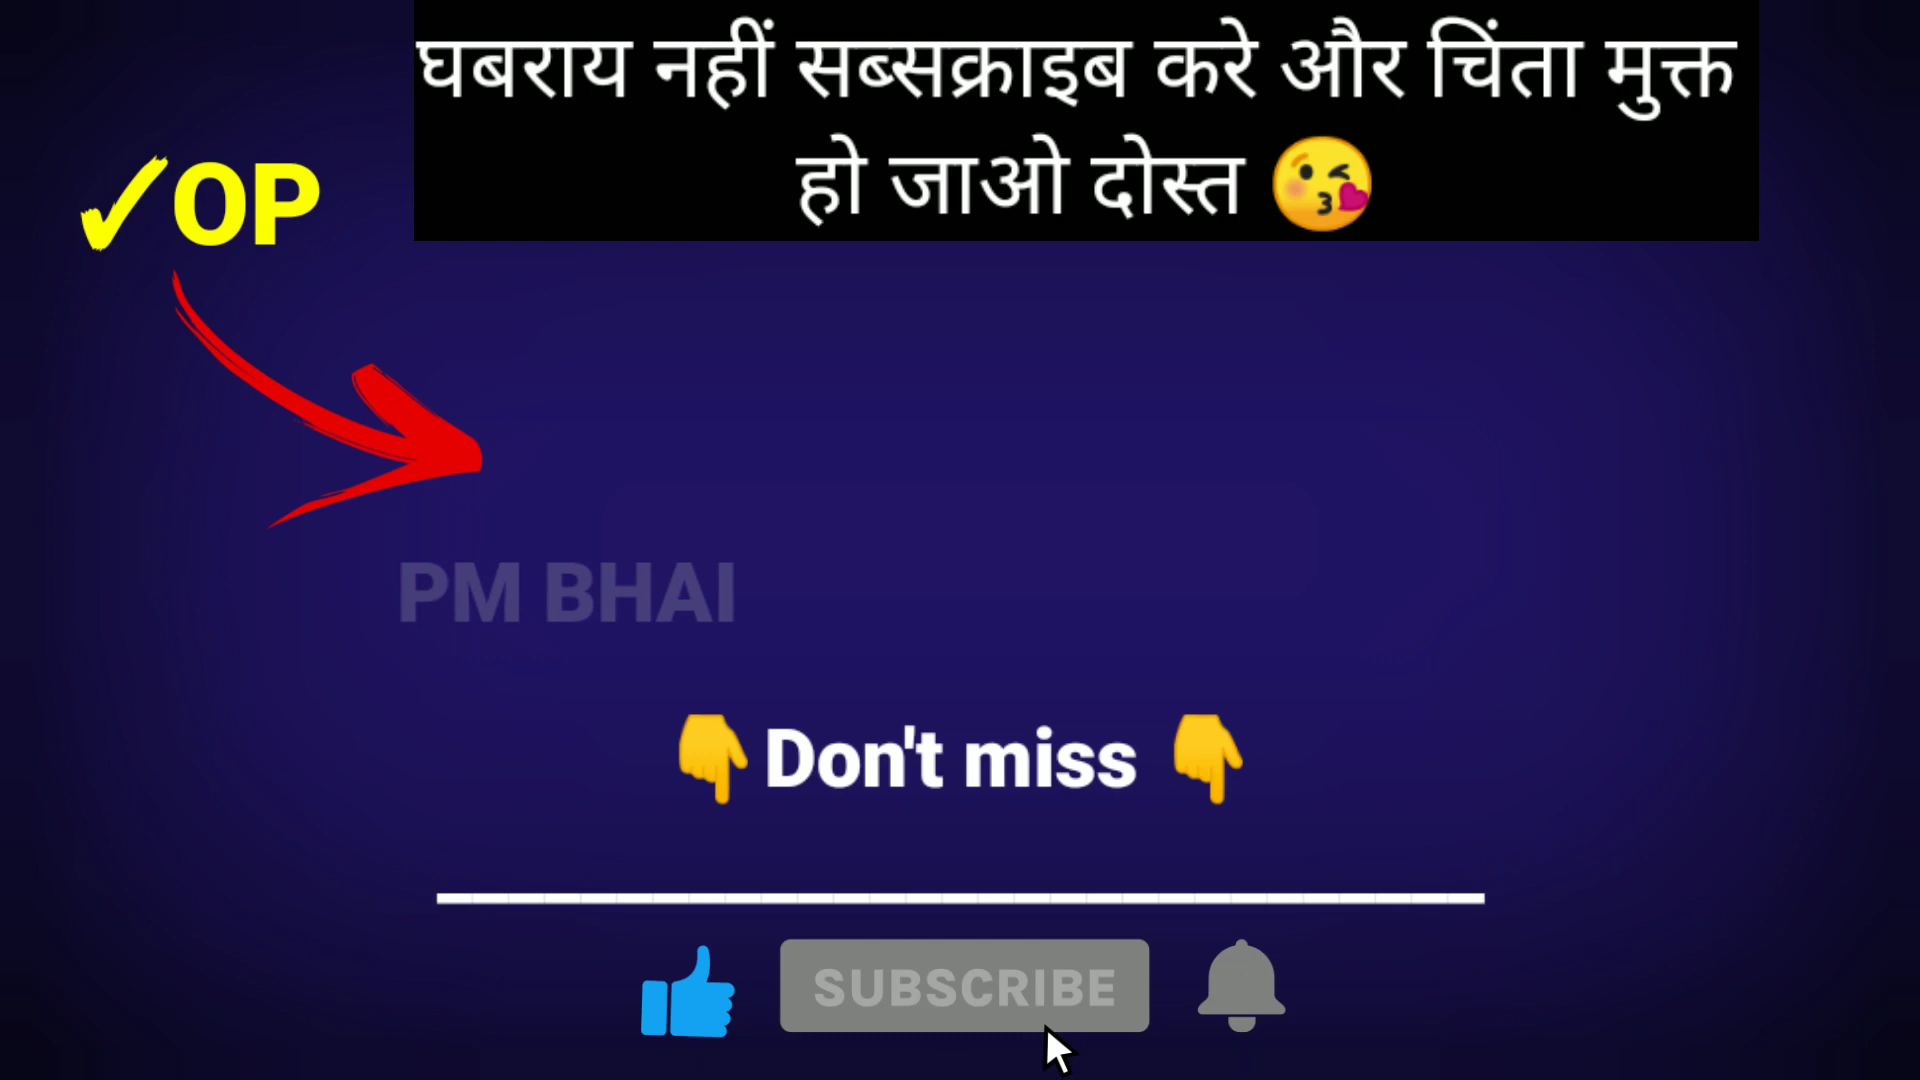 घबराय नहीं सब्सक्राइब करे और चिंता मुक्त
हो जाओ दोस्त 😘
✓OP
PM BHAI
👇Don't miss 👇
SUBSCRIBE